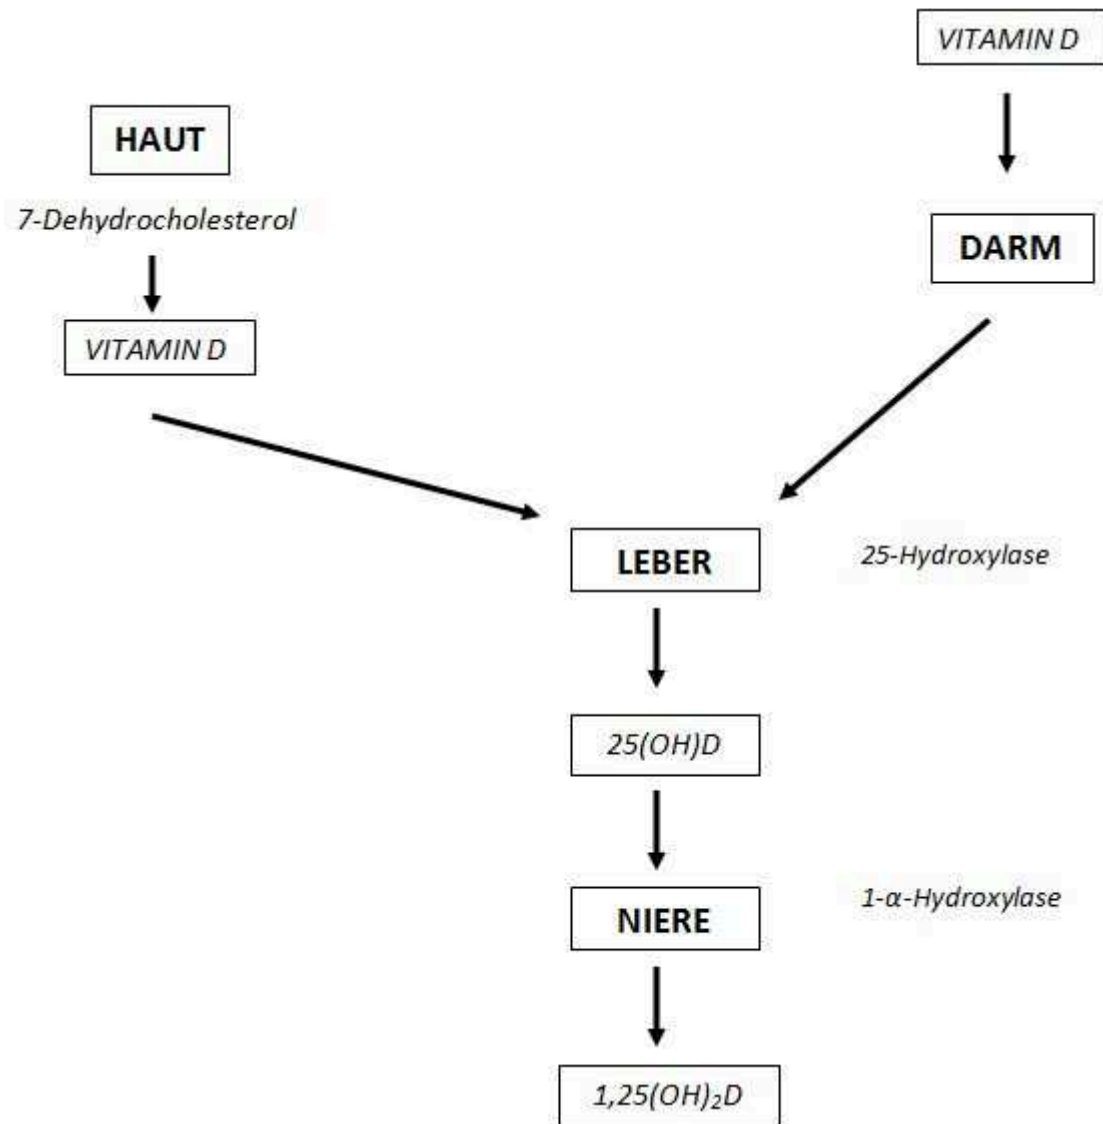 VITAMIN D
HAUT
7-Dehydrocholesterol
DARM
VITAMIN D
LEBER
25-Hydroxylase
25(OH)D
1-α-Hydroxylase
NIERE
1,25(OH)₂D